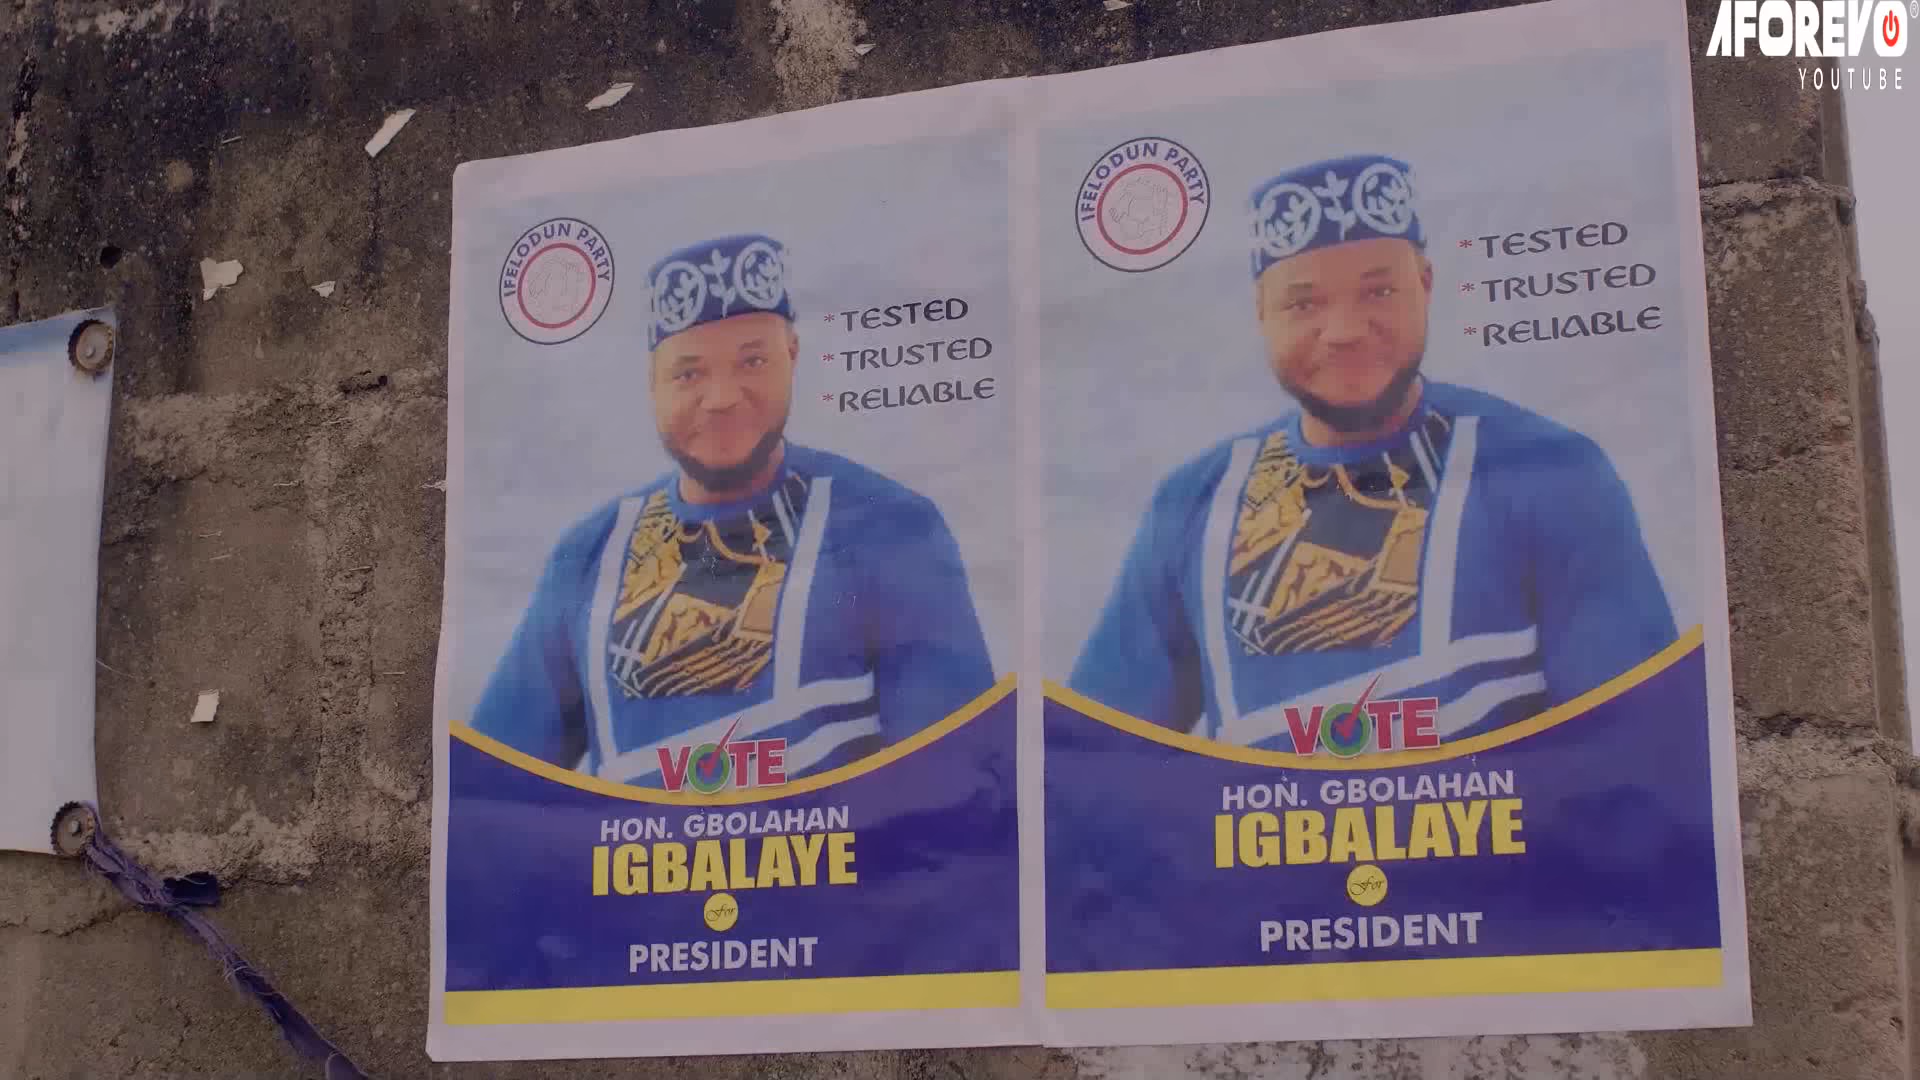 AFOREVO
YOUTUBE
IFELODUN PARTY
*TESTED
*TRUSTED
*RELIABLE
VOTE
HON. GBOLAHAN
IGBALAYE
For
PRESIDENT
IFELODUN PARTY
*TESTED
*TRUSTED
*RELIABLE
VOTE
HON. GBOLAHAN
IGBALAYE
For
PRESIDENT